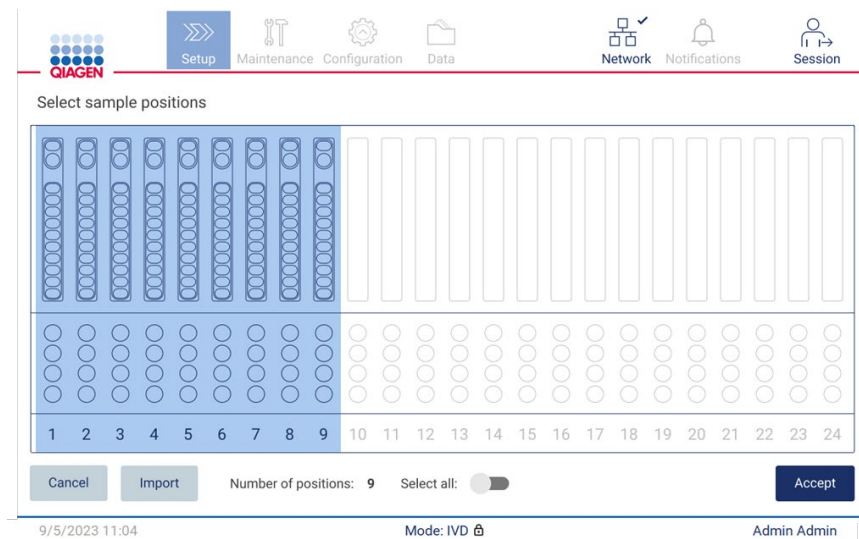 QIAGEN
Setup Maintenance Configuration Data Network Notifications Session
Select sample positions
1 2 3 4 5 6 7 8 9 10 11 12 13 14 15 16 17 18 19 20 21 22 23 24
Cancel Import Number of positions: 9 Select all: Accept
9/5/2023 11:04 Mode: IVD Admin Admin